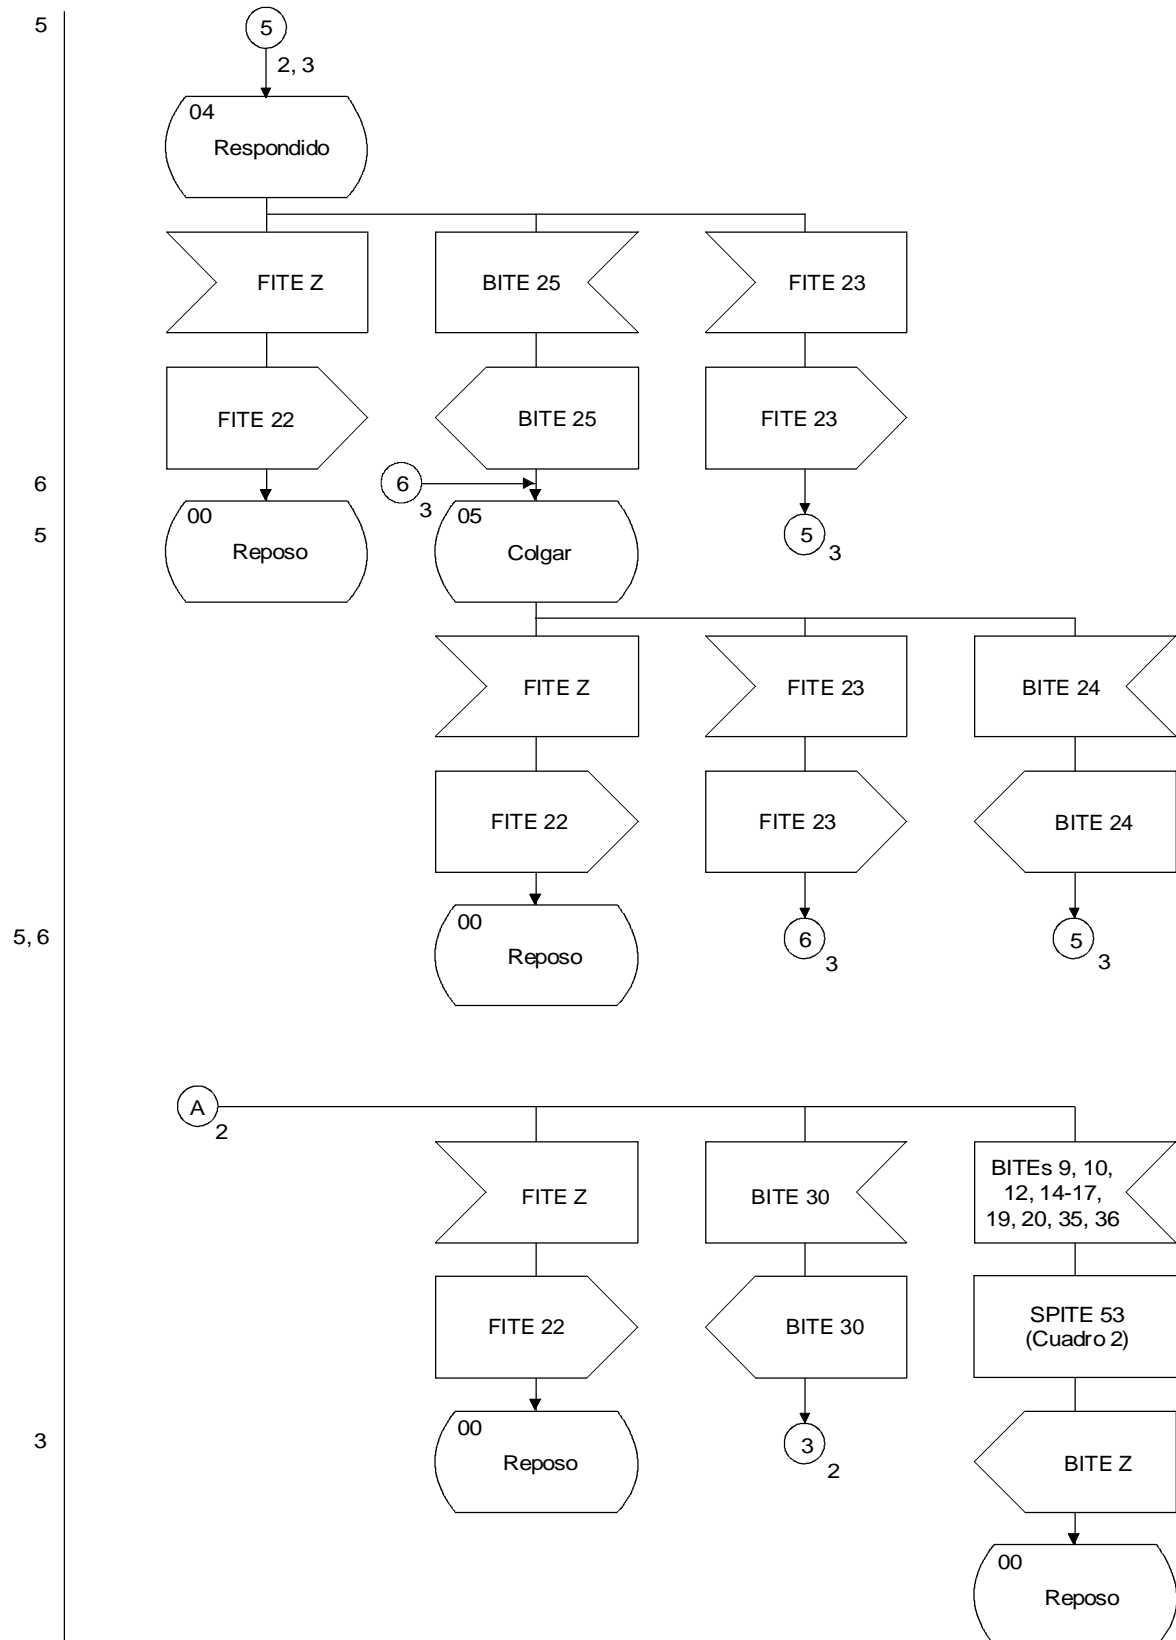 5
5
2, 3
04
Respondido
FITE Z
BITE 25
FITE 23
FITE 22
BITE 25
FITE 23
6
6
3
5
00
Reposo
05
Colgar
5
3
FITE Z
FITE 23
BITE 24
FITE 22
FITE 23
BITE 24
5, 6
00
Reposo
6
3
5
3
A
2
FITE Z
BITE 30
BITEs 9, 10,
12, 14-17,
19, 20, 35, 36
FITE 22
BITE 30
SPITE 53
(Cuadro 2)
3
00
Reposo
3
2
BITE Z
00
Reposo